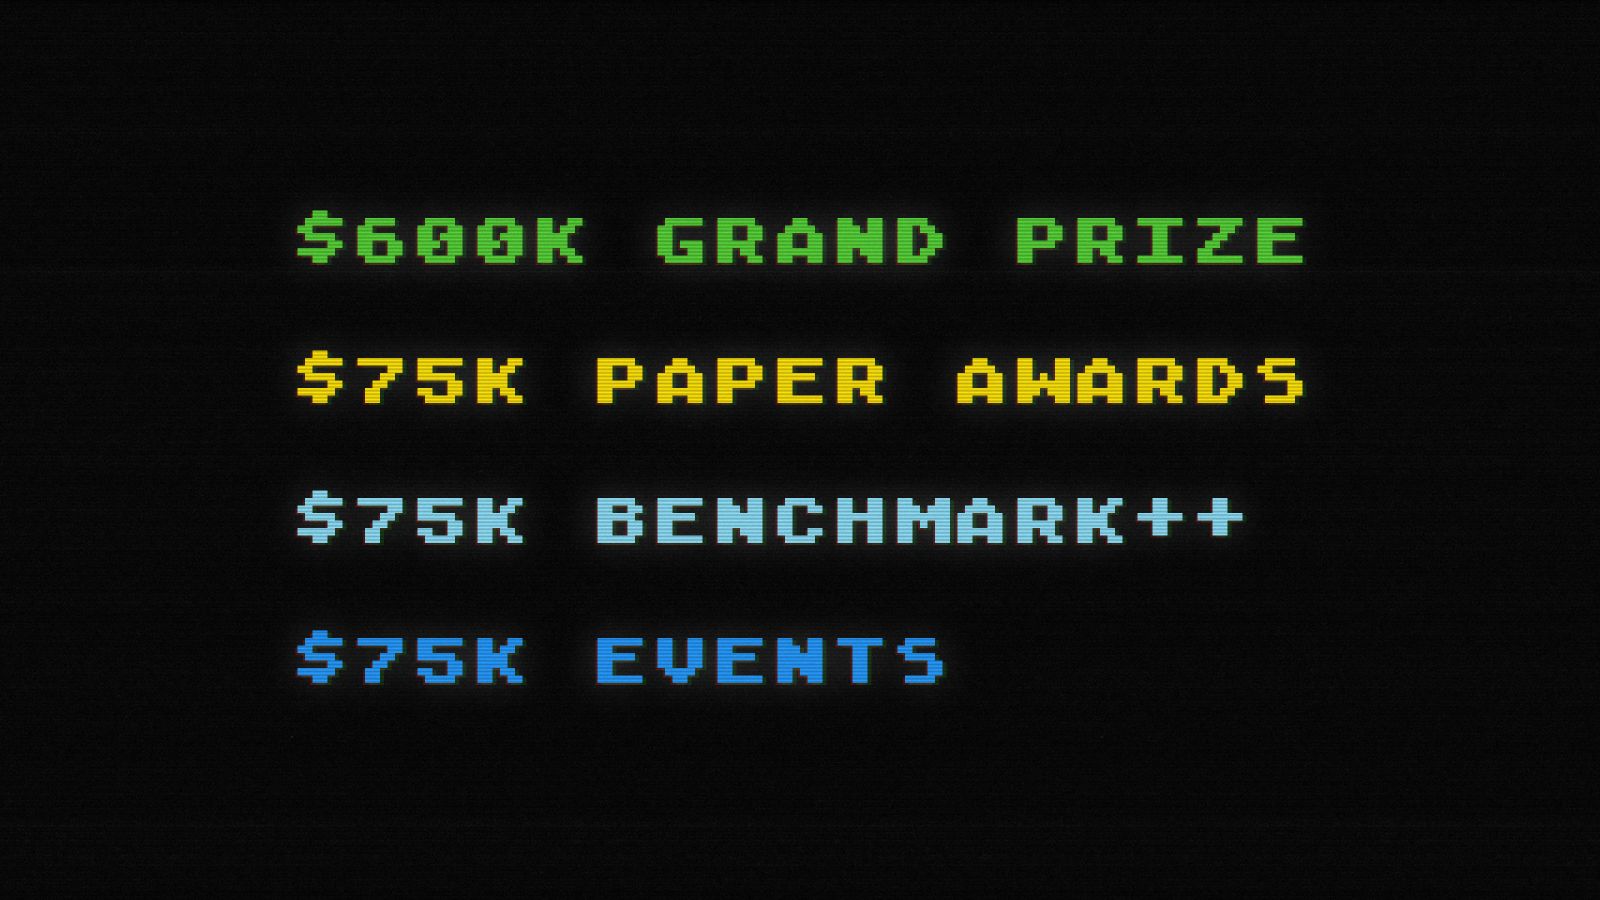 $600K GRAND PRIZE
$75K PAPER AWARDS
$75K BENCHMARK++
$75K EVENTS